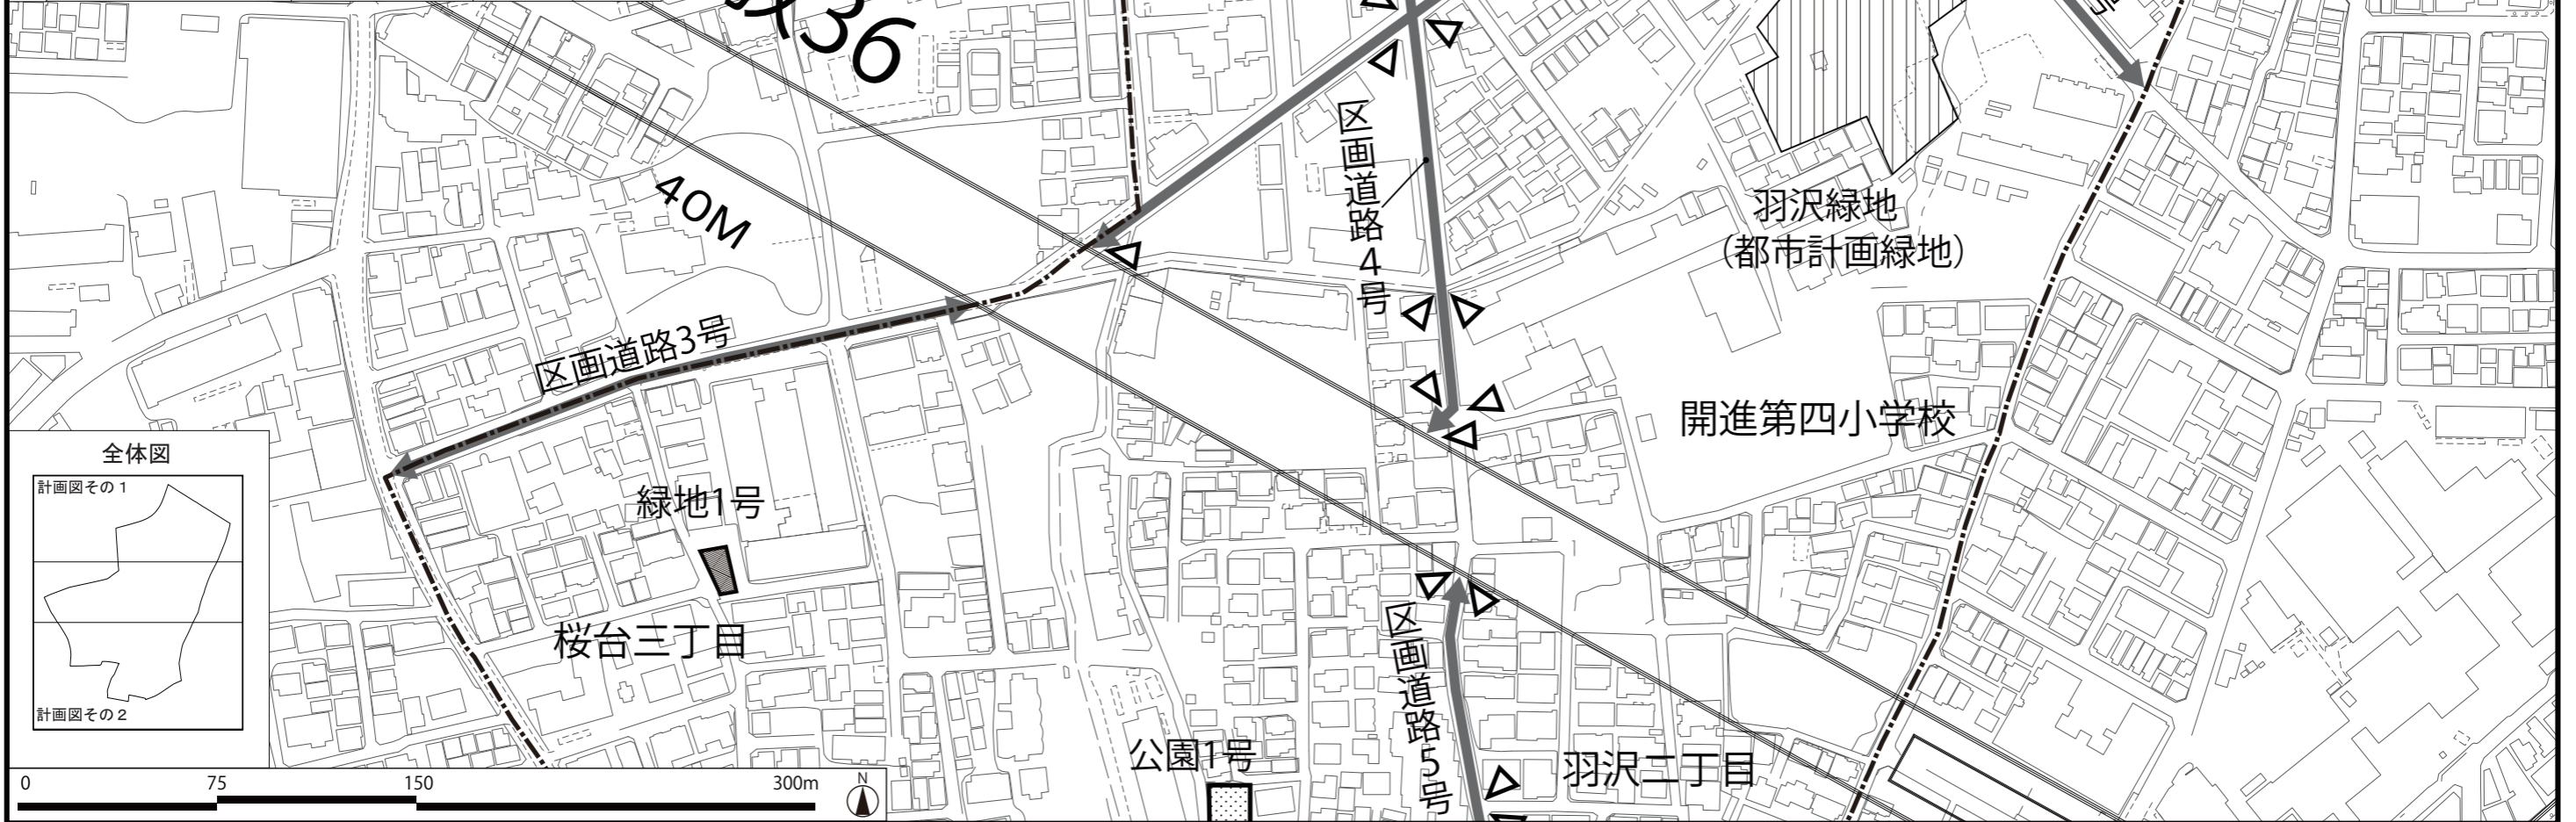 36
号
40M
区画道路4号
羽沢緑地
（都市計画緑地）
区画道路3号
開進第四小学校
全体図
計画図その1
計画図その2
緑地1号
桜台三丁目
区画道路5号
公園1号
羽沢二丁目
0 75 150 300m
N